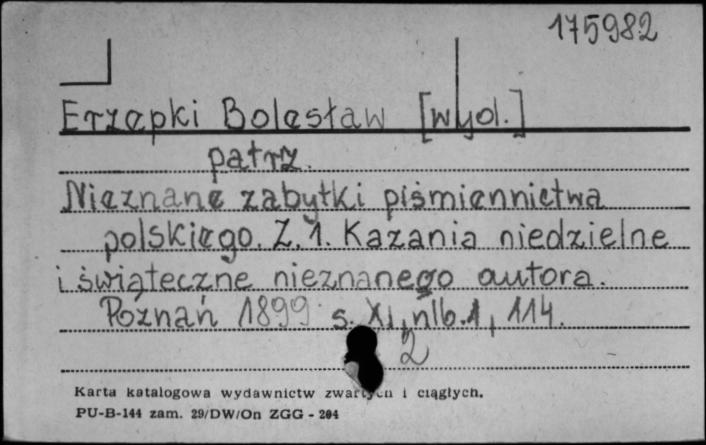 175982
Erzepki Bolesław [wyd.]
patrz.
Nieznane zabytki piśmiennictwa
polskiego. Z. 1. Kazania niedzielne
i świąteczne nieznanego autora.
Poznań 1899 s. XI, nlb. 1, 114.
2
Karta katalogowa wydawnictw zwartych i ciągłych.
PU-B-144 zam. 29/DW/On ZGG - 204